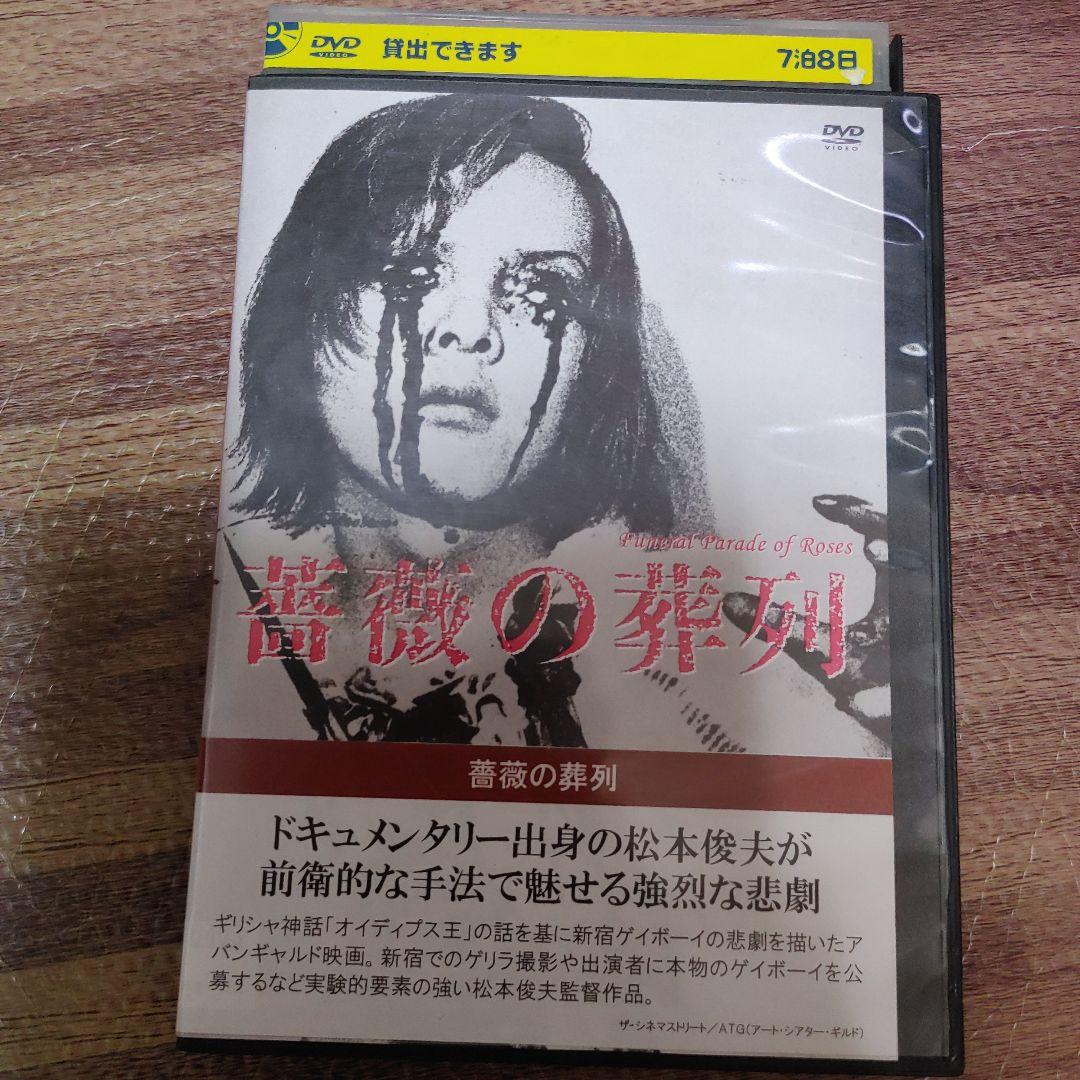 DVD VIDEO 貸出できます 7泊8日
DVD VIDEO
Funeral Parade of Roses
薔薇の葬列
薔薇の葬列
ドキュメンタリー出身の松本俊夫が
前衛的な手法で魅せる強烈な悲劇
ギリシャ神話「オイディプス王」の話を基に新宿ゲイボーイの悲劇を描いたア
バンギャルド映画。新宿でのゲリラ撮影や出演者に本物のゲイボーイを公
募するなど実験的要素の強い松本俊夫監督作品。
ザ・シネマストリート／ATG（アート・シアター・ギルド）